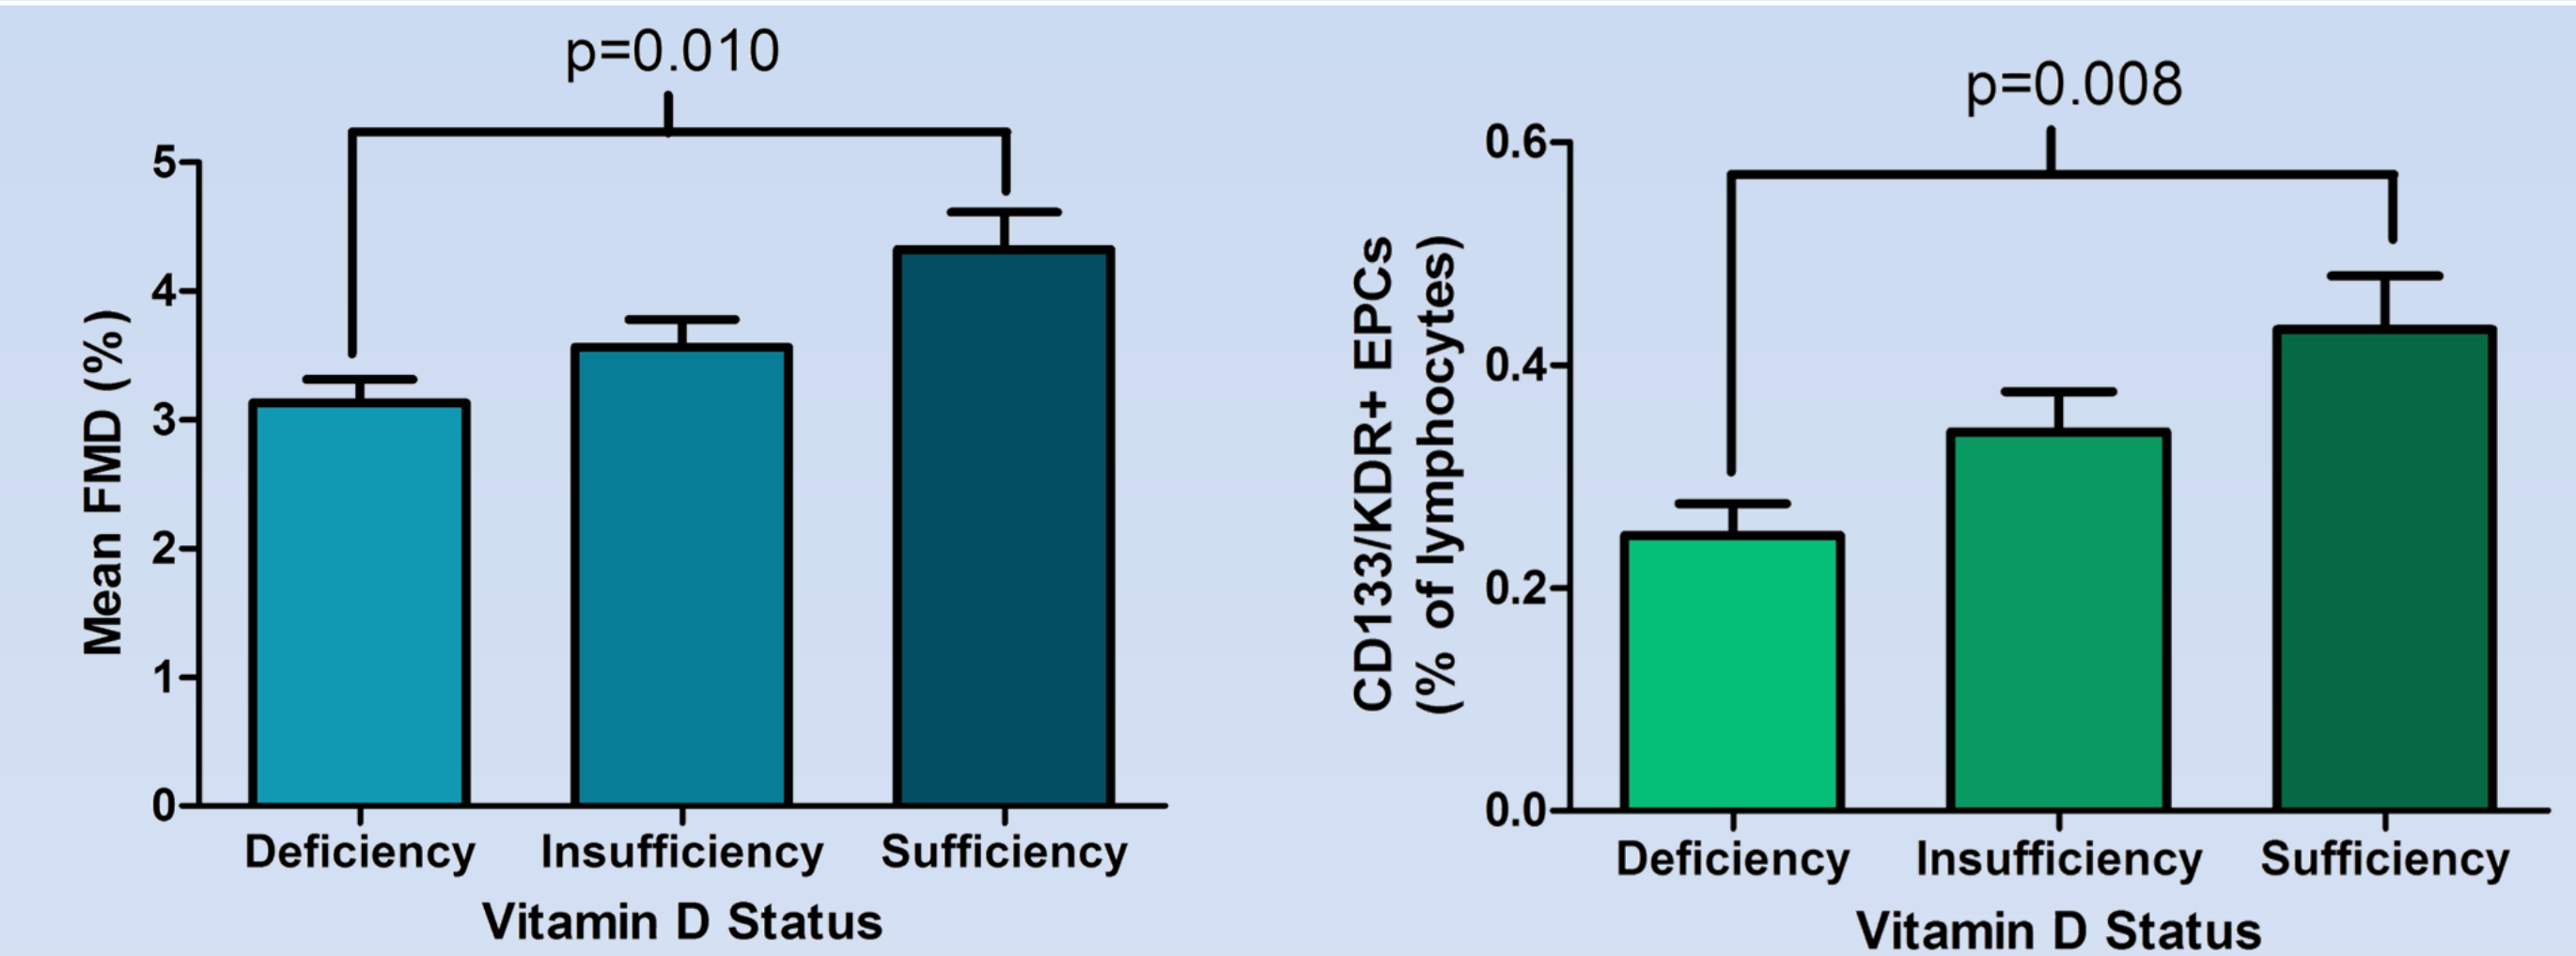 p=0.010
5
4
3
2
1
0
Mean FMD (%)
Deficiency Insufficiency Sufficiency
Vitamin D Status
p=0.008
0.6
0.4
0.2
0.0
CD133/KDR+ EPCs
(% of lymphocytes)
Deficiency Insufficiency Sufficiency
Vitamin D Status